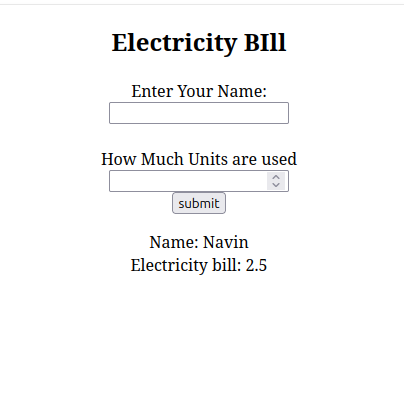 Electricity BIll
Enter Your Name:
How Much Units are used
submit
Name: Navin
Electricity bill: 2.5